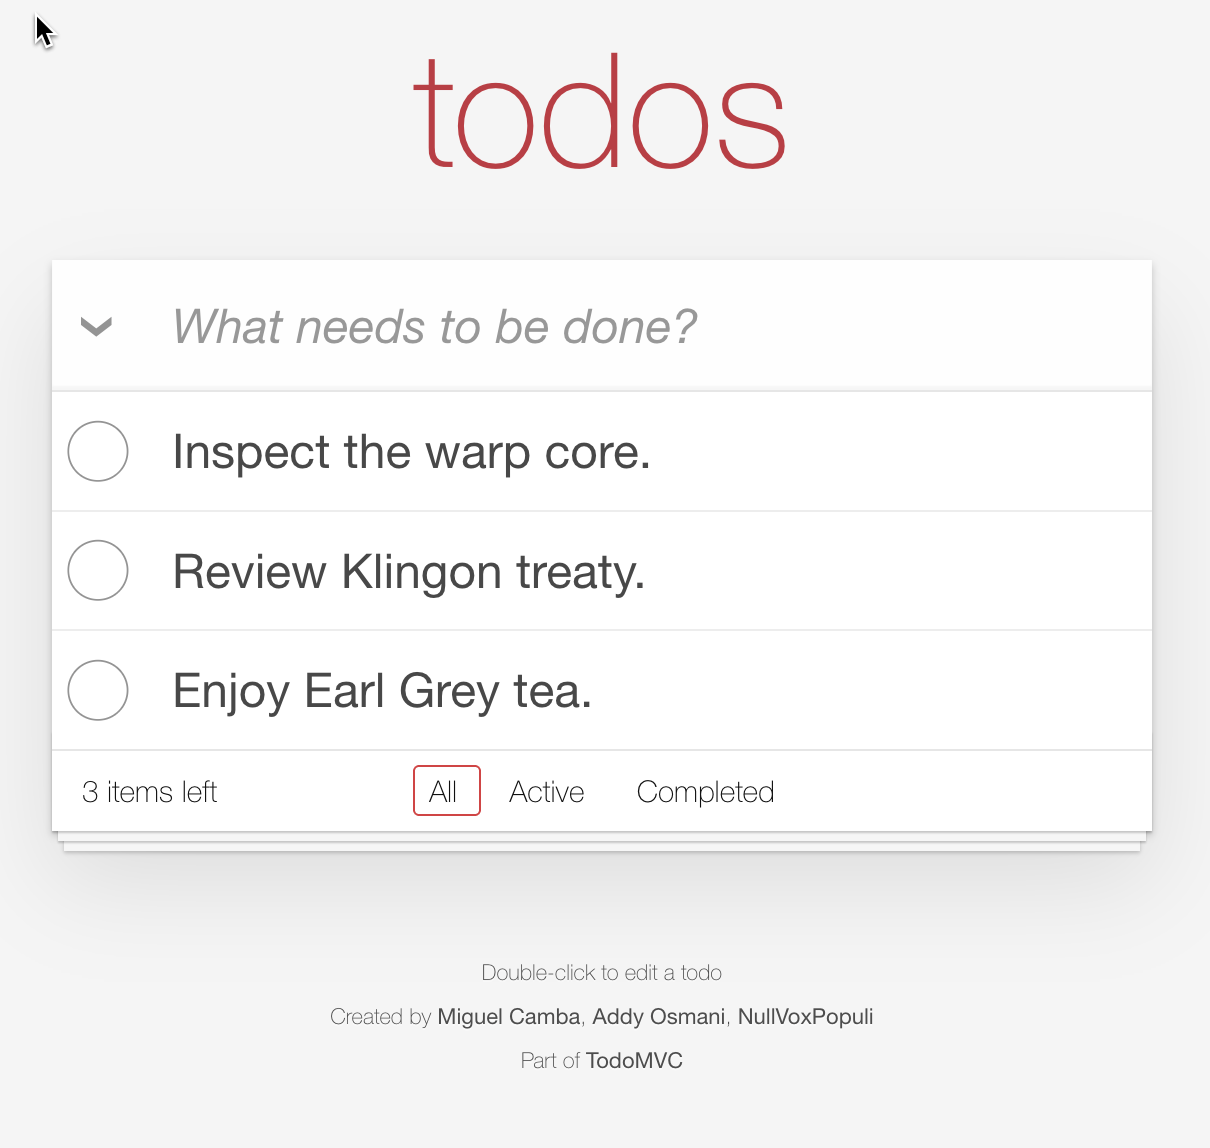 todos
What needs to be done?
Inspect the warp core.
Review Klingon treaty.
Enjoy Earl Grey tea.
3 items left All Active Completed
Double-click to edit a todo
Created by Miguel Camba, Addy Osmani, NullVoxPopuli
Part of TodoMVC